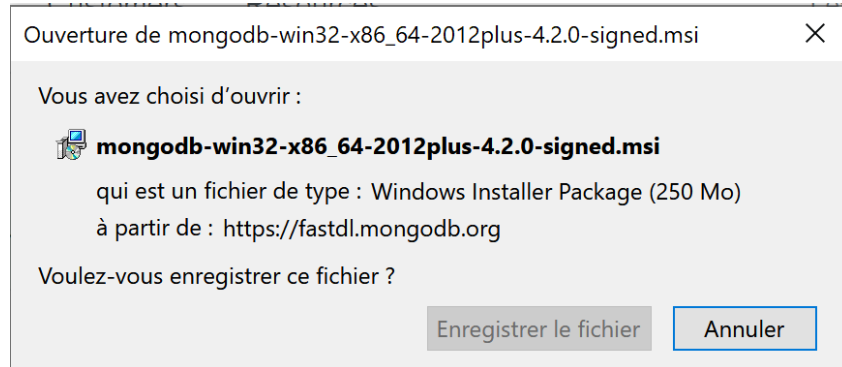 Ouverture de mongodb-win32-x86_64-2012plus-4.2.0-signed.msi
Vous avez choisi d’ouvrir :
mongodb-win32-x86_64-2012plus-4.2.0-signed.msi
qui est un fichier de type : Windows Installer Package (250 Mo)
à partir de : https://fastdl.mongodb.org
Voulez-vous enregistrer ce fichier ?
Enregistrer le fichier Annuler